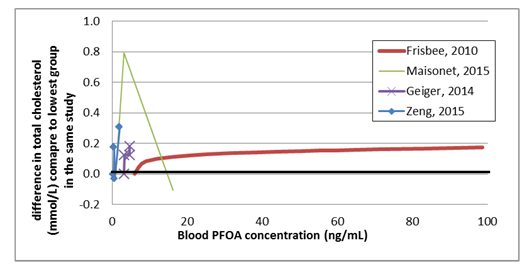 difference in total cholesterol
(mmol/L) comapre to lowest group
in the same study
1.0
0.8
0.6
0.4
0.2
0.0
-0.2
Frisbee, 2010
Maisonet, 2015
Geiger, 2014
Zeng, 2015
0 20 40 60 80 100
Blood PFOA concentration (ng/mL)